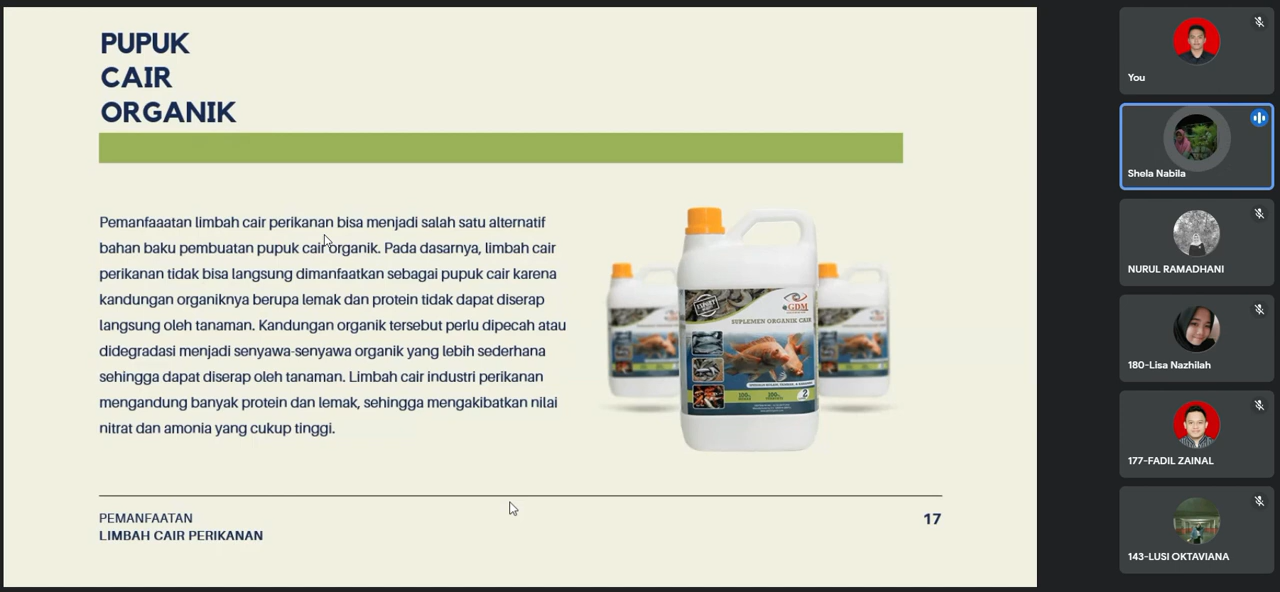 PUPUK
CAIR
ORGANIK
Pemanfaaatan limbah cair perikanan bisa menjadi salah satu alternatif
bahan baku pembuatan pupuk cair organik. Pada dasarnya, limbah cair
perikanan tidak bisa langsung dimanfaatkan sebagai pupuk cair karena
kandungan organiknya berupa lemak dan protein tidak dapat diserap
langsung oleh tanaman. Kandungan organik tersebut perlu dipecah atau
didegradasi menjadi senyawa-senyawa organik yang lebih sederhana
sehingga dapat diserap oleh tanaman. Limbah cair industri perikanan
mengandung banyak protein dan lemak, sehingga mengakibatkan nilai
nitrat dan amonia yang cukup tinggi.
EXPERT
GDM
SUPLEMEN ORGANIK CAIR
100%
100%
2
PEMANFAATAN
LIMBAH CAIR PERIKANAN
17
You
Shela Nabila
NURUL RAMADHANI
180-Lisa Nazhilah
177-FADIL ZAINAL
143-LUSI OKTAVIANA